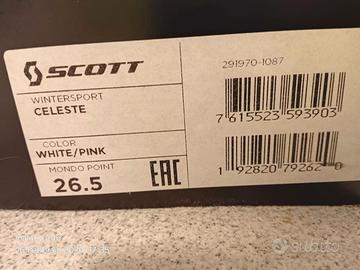 SCOTT
WINTERSPORT
CELESTE
COLOR
WHITE/PINK
MONDO POINT
26.5
EAC
291970-1087
7 615523 593903
1 92820 79262 0
subito